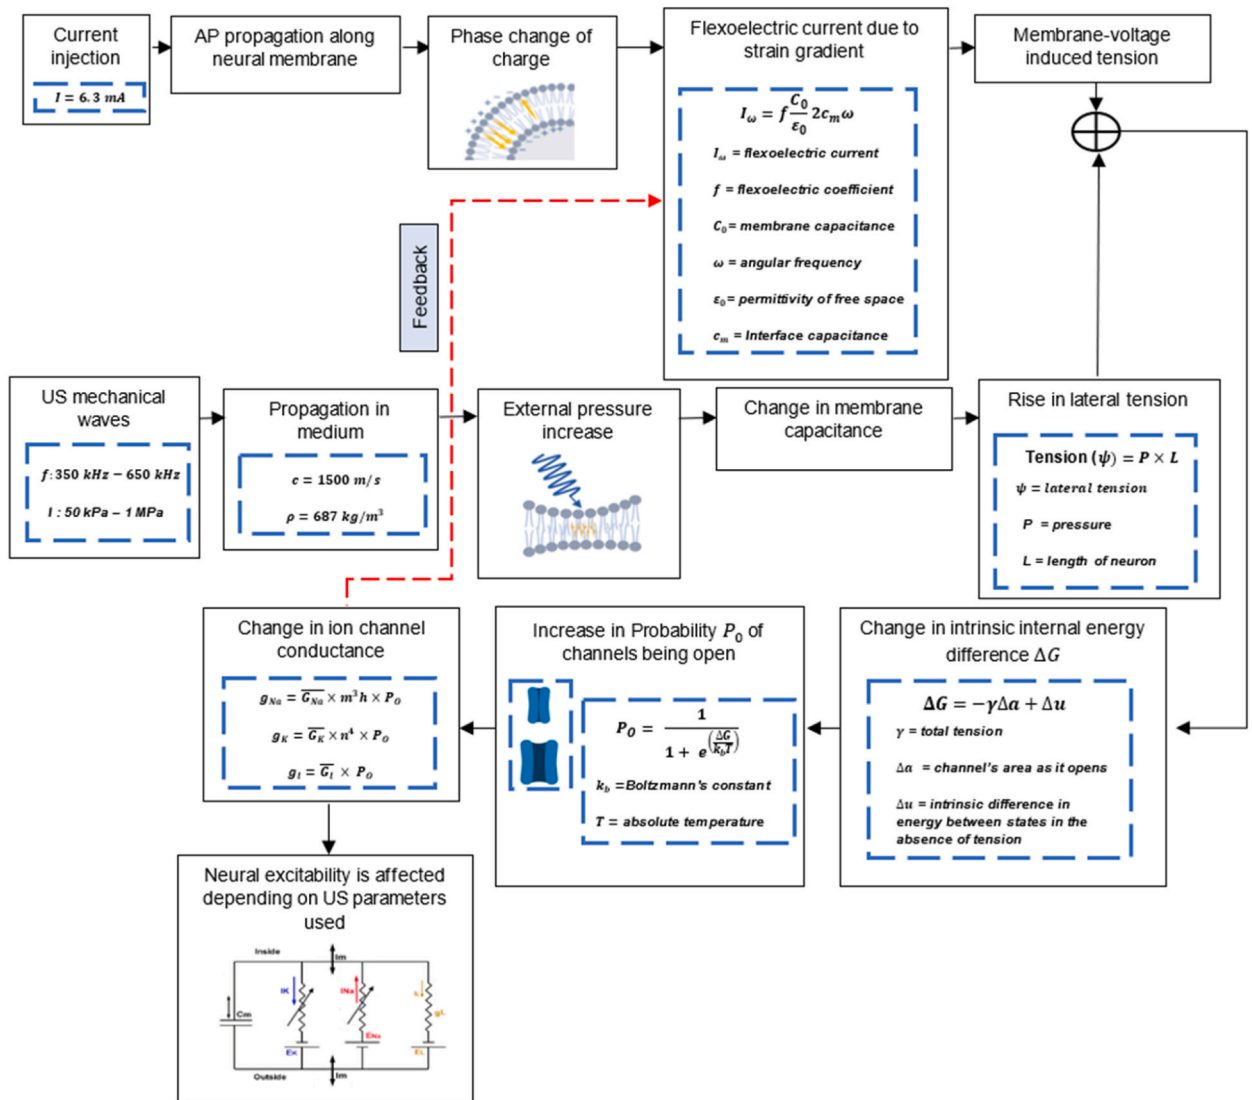 Current
injection
I = 6.3 mA
AP propagation along
neural membrane
Phase change of
charge
Flexoelectric current due to
strain gradient
I_ω = f C_0/ε_0 2c_mω
I_ω = flexoelectric current
f = flexoelectric coefficient
C_0= membrane capacitance
ω = angular frequency
ε_0= permittivity of free space
c_m = Interface capacitance
Membrane-voltage
induced tension
Feedback
US mechanical
waves
f: 350 kHz − 650 kHz
I : 50 kPa − 1 MPa
Propagation in
medium
c = 1500 m/s
ρ = 687 kg/m³
External pressure
increase
Change in membrane
capacitance
Rise in lateral tension
Tension (ψ) = P × L
ψ = lateral tension
P = pressure
L = length of neuron
Change in ion channel
conductance
g_Na = G̅_Na × m³h × P_O
g_K = G̅_K × n⁴ × P_O
g_l = G̅_l × P_O
Increase in Probability P_0 of
channels being open
P_O = 1 / (1 + e^(ΔG/k_bT))
k_b =Boltzmann's constant
T = absolute temperature
Change in intrinsic internal energy
difference ΔG
ΔG = −γΔa + Δu
γ = total tension
Δa = channel's area as it opens
Δu = intrinsic difference in
energy between states in the
absence of tension
Neural excitability is affected
depending on US parameters
used
Inside
Im
IK
INa
IL
Cm
gL
ENa
EK
EL
Outside
Im